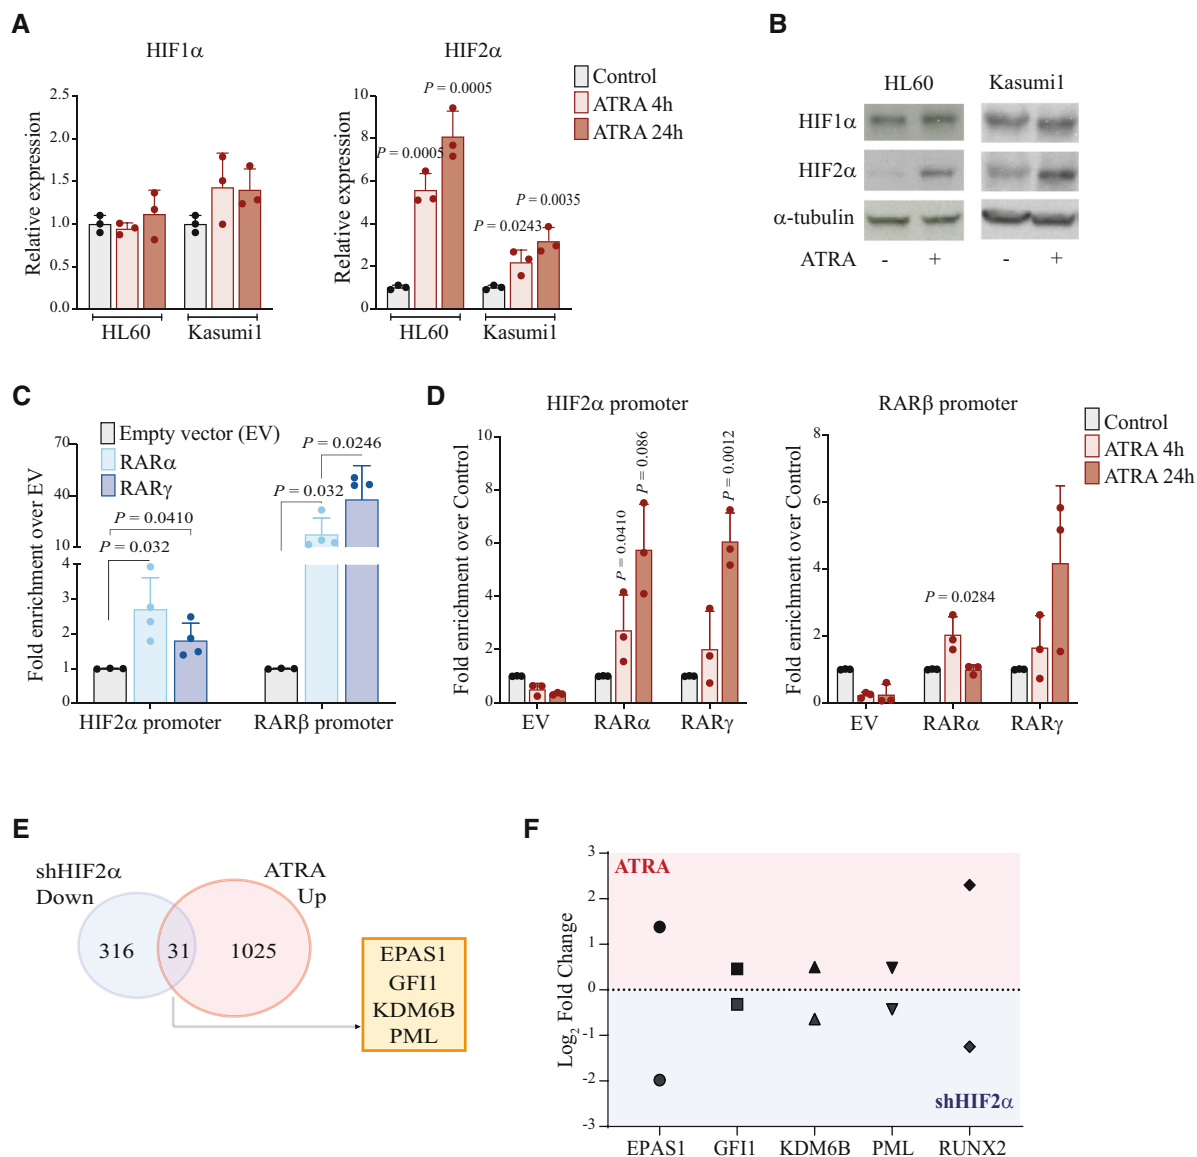 A
HIF1α
Relative expression
2.5
2.0
1.5
1.0
0.5
0.0
HL60
Kasumi1
HIF2α
Relative expression
10
8
6
4
2
0
P = 0.0005
P = 0.0005
P = 0.0243
P = 0.0035
HL60
Kasumi1
Control
ATRA 4h
ATRA 24h
B
HL60
Kasumi1
HIF1α
HIF2α
α-tubulin
ATRA
-
+
-
+
C
Empty vector (EV)
RARα
RARγ
Fold enrichment over EV
70
40
10
4
3
2
1
0
P = 0.0410
P = 0.032
P = 0.0246
P = 0.032
HIF2α promoter
RARβ promoter
D
HIF2α promoter
Fold enrichment over Control
10
8
6
4
2
0
P = 0.0410
P = 0.086
P = 0.0012
EV
RARα
RARγ
RARβ promoter
Fold enrichment over Control
8
6
4
2
0
P = 0.0284
EV
RARα
RARγ
Control
ATRA 4h
ATRA 24h
E
shHIF2α
Down
ATRA
Up
316
31
1025
EPAS1
GFI1
KDM6B
PML
F
Log2 Fold Change
3
2
1
0
-1
-2
-3
ATRA
shHIF2α
EPAS1
GFI1
KDM6B
PML
RUNX2